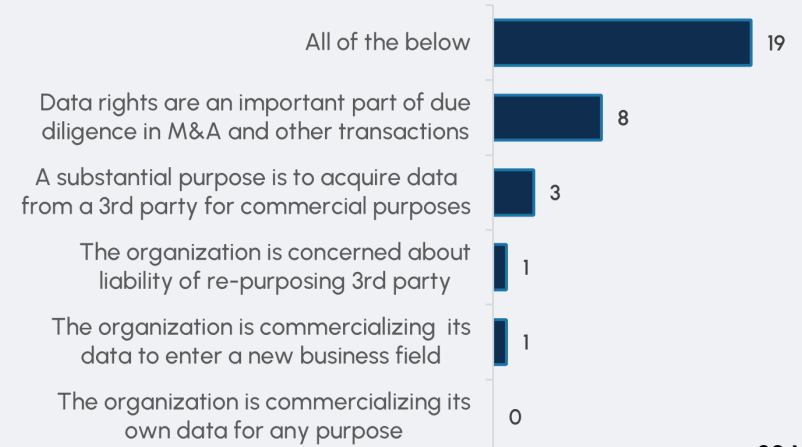 All of the below
19
Data rights are an important part of due
diligence in M&A and other transactions
8
A substantial purpose is to acquire data
from a 3rd party for commercial purposes
3
The organization is concerned about
liability of re-purposing 3rd party
1
The organization is commercializing  its
data to enter a new business field
1
The organization is commercializing its
own data for any purpose
0